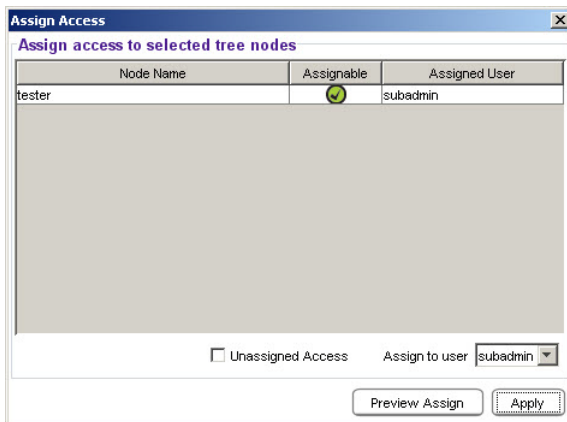 Assign Access
Assign access to selected tree nodes
Node Name Assignable Assigned User
tester subadmin
Unassigned Access Assign to user subadmin
Preview Assign Apply